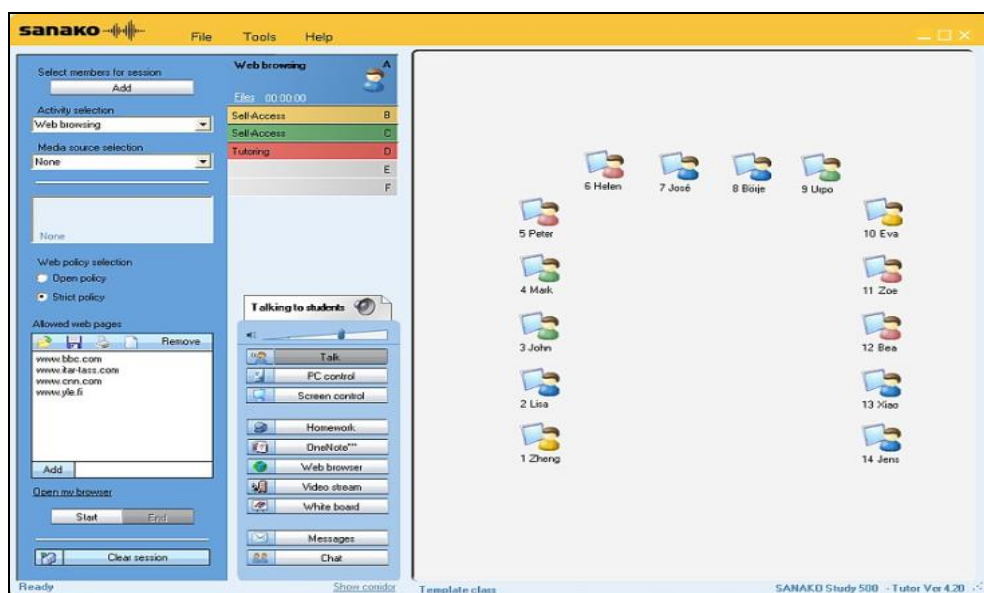 sanako
File Tools Help
Select members for session
Add
Activity selection
Web browsing
Media source selection
None
None
Web policy selection
Open policy
Strict policy
Allowed web pages
Remove
www.bbc.com
www.itar-tass.com
www.cnn.com
www.yle.fi
Add
Open my browser
Start End
Clear session
Ready
Web browsing A
Files 00:00:00
Self-Access B
Self-Access C
Tutoring D
E
F
Talking to students
Talk
PC control
Screen control
Homework
OneNote™
Web browser
Video stream
White board
Messages
Chat
Show corridor
6 Helen 7 José 8 Börje 9 Urpo
5 Peter 10 Eva
4 Mark 11 Zoe
3 John 12 Bea
2 Lisa 13 Xiao
1 Zheng 14 Jens
Template class SANAKO Study 500 - Tutor Ver 4.20